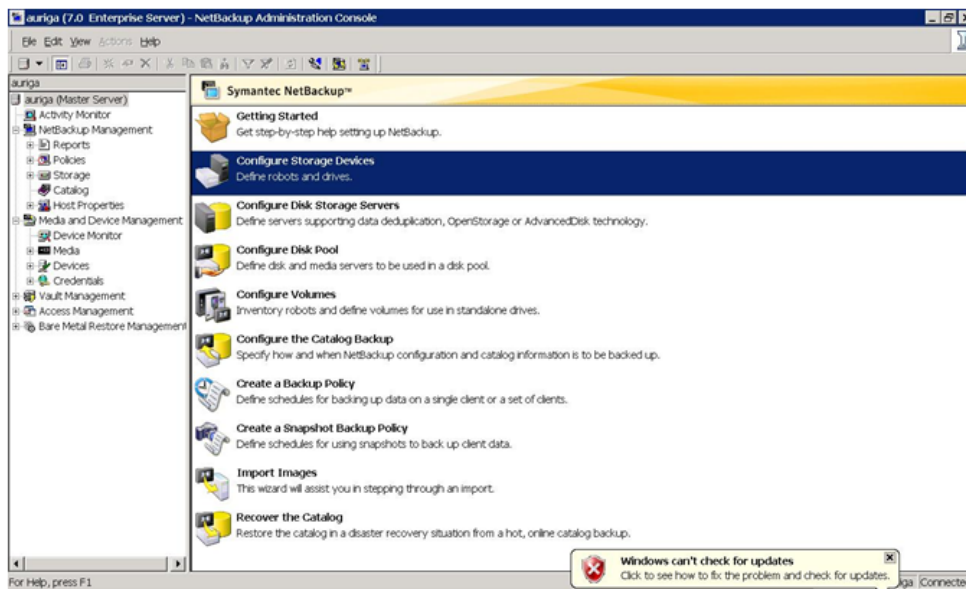 auriga (7.0 Enterprise Server) - NetBackup Administration Console
File Edit View Actions Help
auriga
auriga (Master Server)
Activity Monitor
NetBackup Management
Reports
Policies
Storage
Catalog
Host Properties
Media and Device Management
Device Monitor
Media
Devices
Credentials
Vault Management
Access Management
Bare Metal Restore Management
Symantec NetBackup™
Getting Started
Get step-by-step help setting up NetBackup.
Configure Storage Devices
Define robots and drives.
Configure Disk Storage Servers
Define servers supporting data deduplication, OpenStorage or AdvancedDisk technology.
Configure Disk Pool
Define disk and media servers to be used in a disk pool.
Configure Volumes
Inventory robots and define volumes for use in standalone drives.
Configure the Catalog Backup
Specify how and when NetBackup configuration and catalog information is to be backed up.
Create a Backup Policy
Define schedules for backing up data on a single client or a set of clients.
Create a Snapshot Backup Policy
Define schedules for using snapshots to back up client data.
Import Images
This wizard will assist you in stepping through an import.
Recover the Catalog
Restore the catalog in a disaster recovery situation from a hot, online catalog backup.
Windows can't check for updates
Click to see how to fix the problem and check for updates.
For Help, press F1
iga Connecte